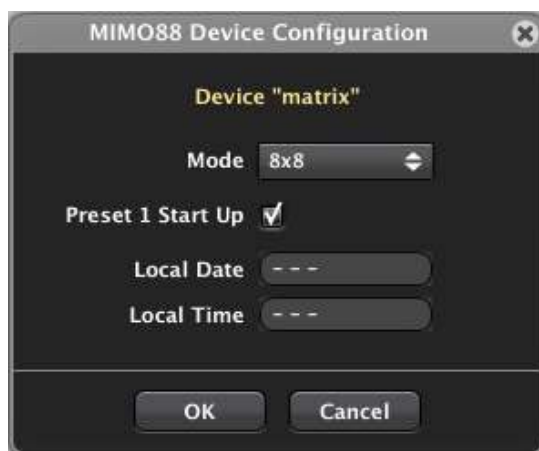 MIMO88 Device Configuration
Device "matrix"
Mode 8x8
Preset 1 Start Up
Local Date ---
Local Time ---
OK Cancel